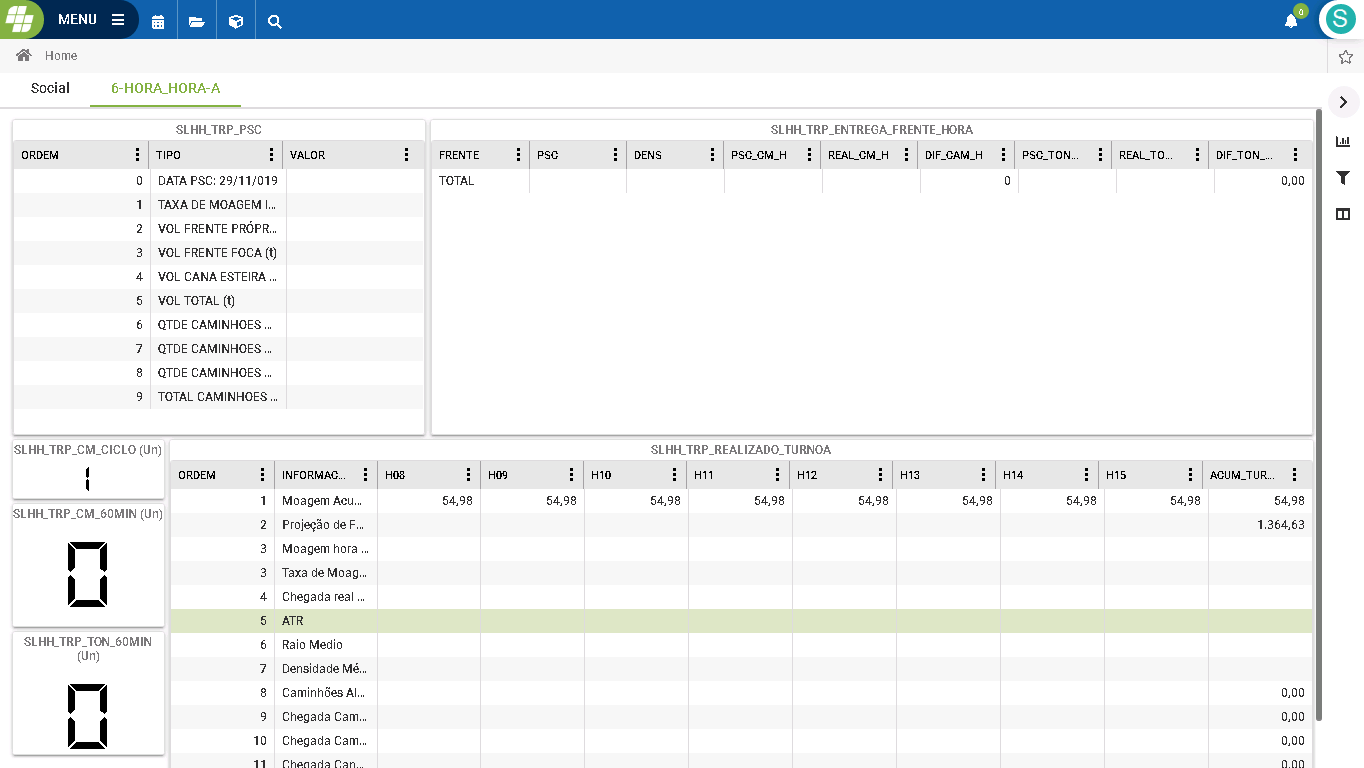 MENU
0
S
Home
Social 6-HORA_HORA-A
SLHH_TRP_PSC
ORDEM TIPO VALOR
0 DATA PSC: 29/11/019
1 TAXA DE MOAGEM I...
2 VOL FRENTE PRÓPR...
3 VOL FRENTE FOCA (t)
4 VOL CANA ESTEIRA ...
5 VOL TOTAL (t)
6 QTDE CAMINHOES ...
7 QTDE CAMINHOES ...
8 QTDE CAMINHOES ...
9 TOTAL CAMINHOES ...
SLHH_TRP_ENTREGA_FRENTE_HORA
FRENTE PSC DENS PSC_CM_H REAL_CM_H DIF_CAM_H PSC_TON... REAL_TO... DIF_TON_...
TOTAL 0 0,00
SLHH_TRP_CM_CICLO (Un)
1
SLHH_TRP_CM_60MIN (Un)
0
SLHH_TRP_TON_60MIN
(Un)
0
SLHH_TRP_REALIZADO_TURNOA
ORDEM INFORMAC... H08 H09 H10 H11 H12 H13 H14 H15 ACUM_TUR...
1 Moagem Acu... 54,98 54,98 54,98 54,98 54,98 54,98 54,98 54,98 54,98
2 Projeção de F... 1.364,63
3 Moagem hora ...
3 Taxa de Moag...
4 Chegada real ...
5 ATR
6 Raio Medio
7 Densidade Mé...
8 Caminhões Al... 0,00
9 Chegada Cam... 0,00
10 Chegada Cam... 0,00
11 Chegada Can... 0,00